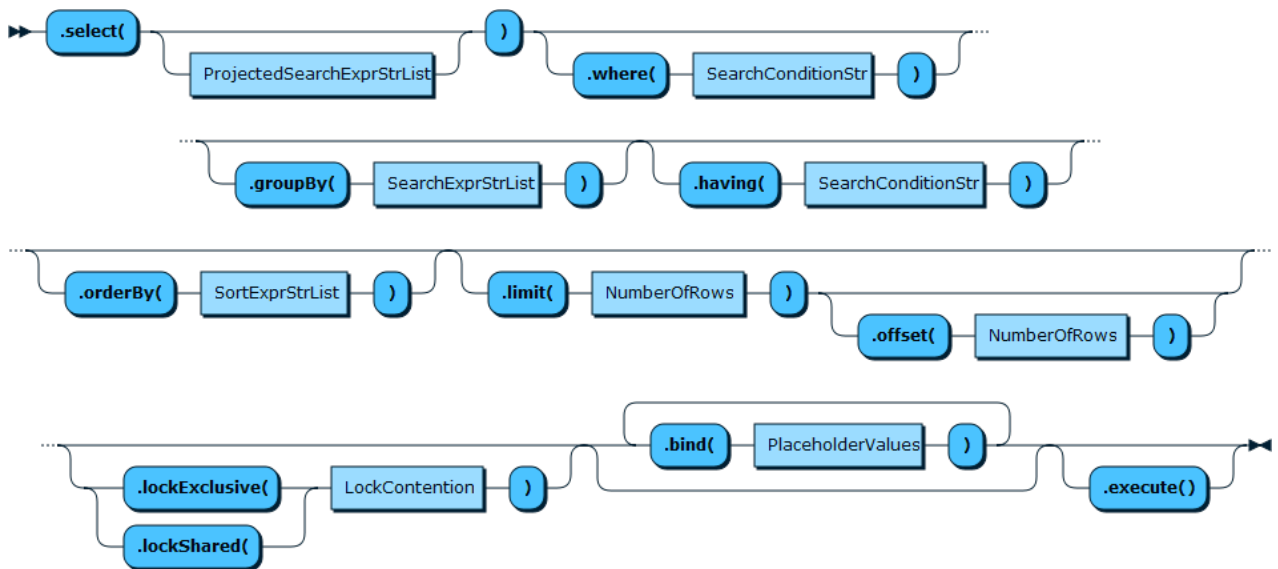 .select( )
ProjectedSearchExprStrList
.where( SearchConditionStr )
.groupBy( SearchExprStrList ) .having( SearchConditionStr )
.orderBy( SortExprStrList ) .limit( NumberOfRows )
.offset( NumberOfRows )
.bind( PlaceholderValues )
.lockExclusive( LockContention ) .execute()
.lockShared(